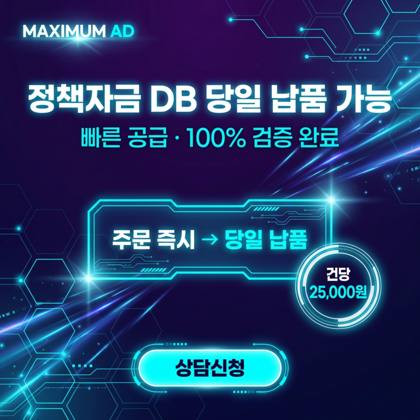 MAXIMUM AD
정책자금 DB 당일 납품 가능
빠른 공급 · 100% 검증 완료
주문 즉시 → 당일 납품
건당
25,000원
상담신청